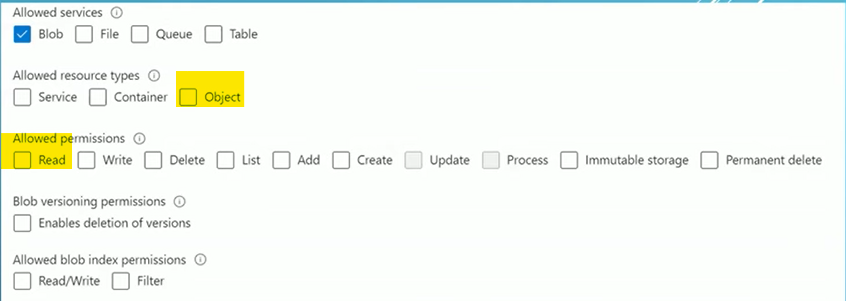 Allowed services
Blob File Queue Table
Allowed resource types
Service Container Object
Allowed permissions
Read Write Delete List Add Create Update Process Immutable storage Permanent delete
Blob versioning permissions
Enables deletion of versions
Allowed blob index permissions
Read/Write Filter